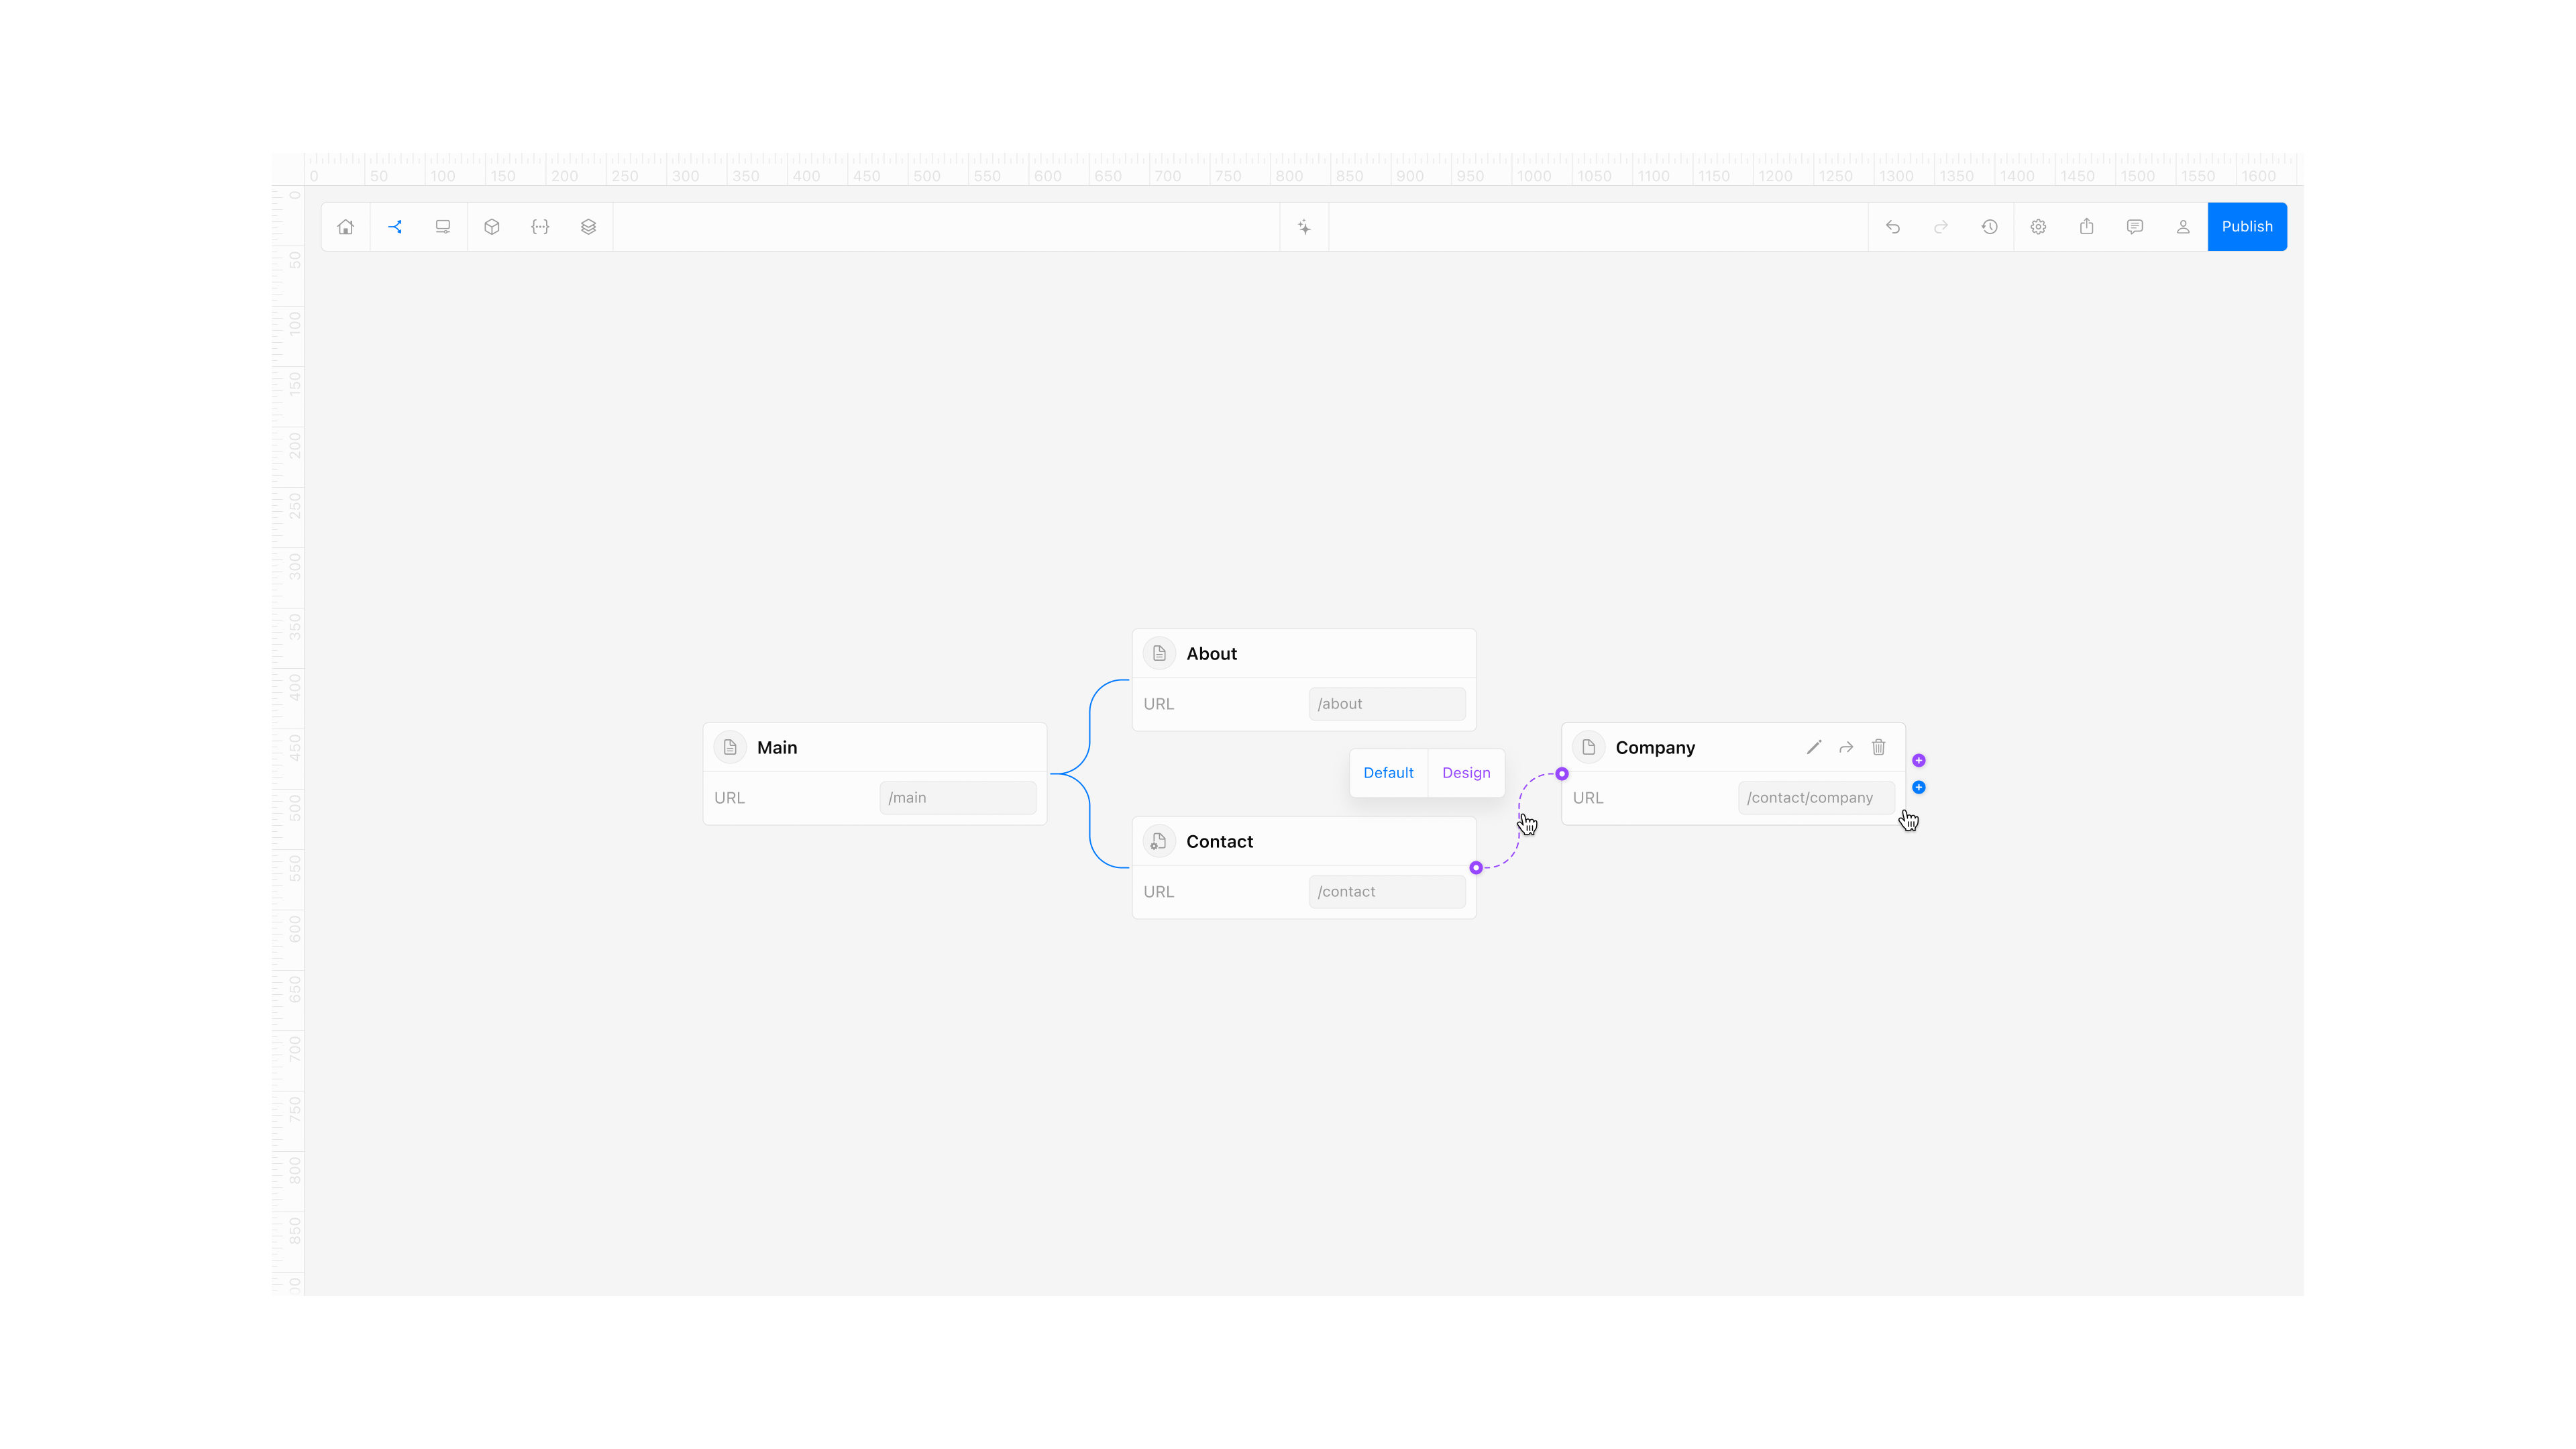 0 50 100 150 200 250 300 350 400 450 500 550 600 650 700 750 800 850 900 950 1000 1050 1100 1150 1200 1250 1300 1350 1400 1450 1500 1550 1600
Publish
0
50
100
150
200
250
300
350
400
450
500
550
600
650
700
750
800
850
About
URL /about
Main
URL /main
Default Design
Company
URL /contact/company
Contact
URL /contact